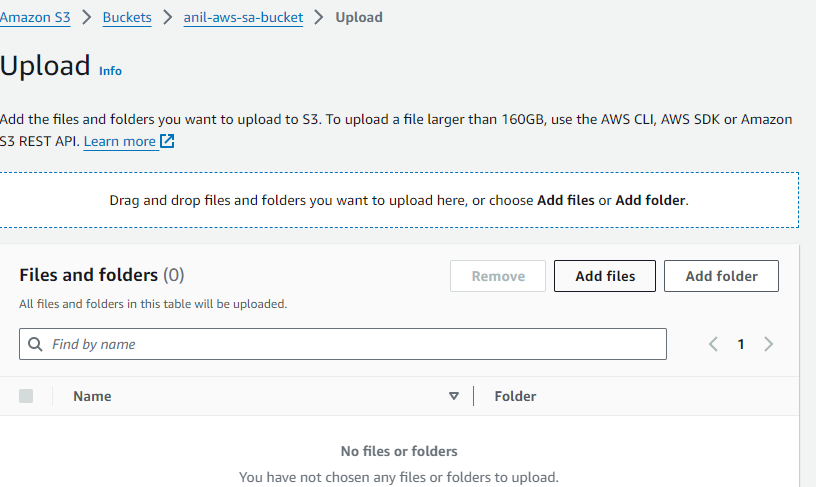 Amazon S3 > Buckets > anil-aws-sa-bucket > Upload
Upload Info
Add the files and folders you want to upload to S3. To upload a file larger than 160GB, use the AWS CLI, AWS SDK or Amazon
S3 REST API. Learn more
Drag and drop files and folders you want to upload here, or choose Add files or Add folder.
Files and folders (0)
Remove
Add files
Add folder
All files and folders in this table will be uploaded.
Find by name
1
Name
Folder
No files or folders
You have not chosen any files or folders to upload.